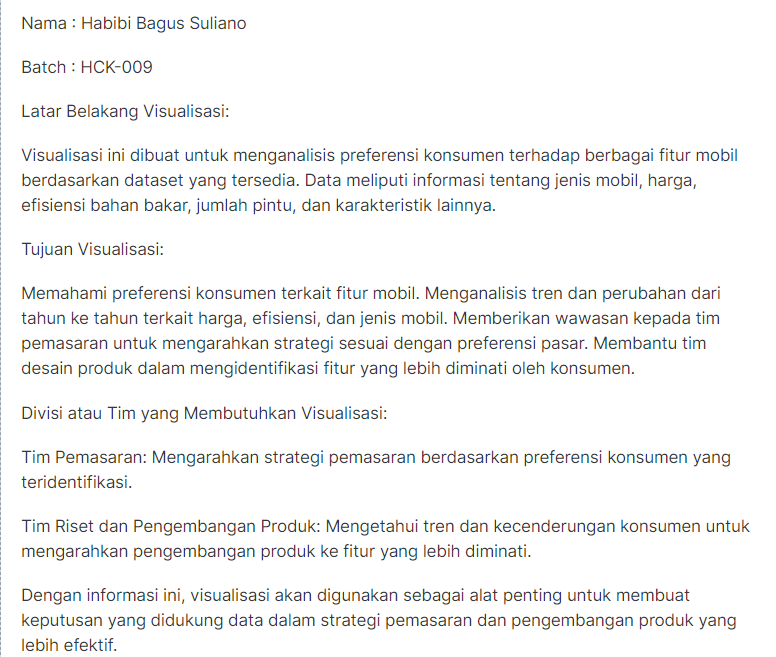 Nama : Habibi Bagus Suliano
Batch : HCK-009
Latar Belakang Visualisasi:
Visualisasi ini dibuat untuk menganalisis preferensi konsumen terhadap berbagai fitur mobil
berdasarkan dataset yang tersedia. Data meliputi informasi tentang jenis mobil, harga,
efisiensi bahan bakar, jumlah pintu, dan karakteristik lainnya.
Tujuan Visualisasi:
Memahami preferensi konsumen terkait fitur mobil. Menganalisis tren dan perubahan dari
tahun ke tahun terkait harga, efisiensi, dan jenis mobil. Memberikan wawasan kepada tim
pemasaran untuk mengarahkan strategi sesuai dengan preferensi pasar. Membantu tim
desain produk dalam mengidentifikasi fitur yang lebih diminati oleh konsumen.
Divisi atau Tim yang Membutuhkan Visualisasi:
Tim Pemasaran: Mengarahkan strategi pemasaran berdasarkan preferensi konsumen yang
teridentifikasi.
Tim Riset dan Pengembangan Produk: Mengetahui tren dan kecenderungan konsumen untuk
mengarahkan pengembangan produk ke fitur yang lebih diminati.
Dengan informasi ini, visualisasi akan digunakan sebagai alat penting untuk membuat
keputusan yang didukung data dalam strategi pemasaran dan pengembangan produk yang
lebih efektif.